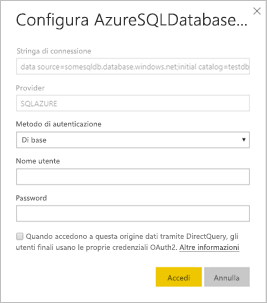 Configura AzureSQLDatabase...
Stringa di connessione
data source=somesqldb.database.windows.net;initial catalog=testdb
Provider
SQLAZURE
Metodo di autenticazione
Di base
Nome utente
Password
Quando accedono a questa origine dati tramite DirectQuery, gli
utenti finali usano le proprie credenziali OAuth2. Altre informazioni
Accedi
Annulla